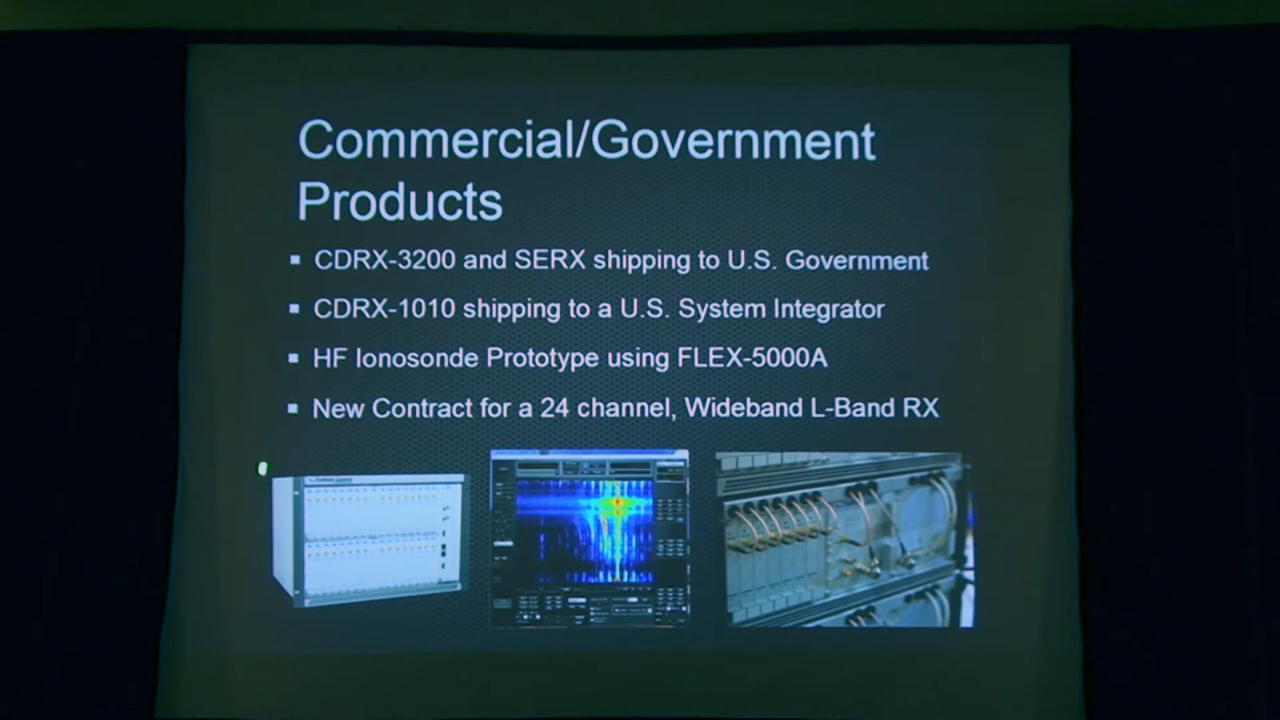 Commercial/Government
Products
▪ CDRX-3200 and SERX shipping to U.S. Government
▪ CDRX-1010 shipping to a U.S. System Integrator
▪ HF Ionosonde Prototype using FLEX-5000A
▪ New Contract for a 24 channel, Wideband L-Band RX